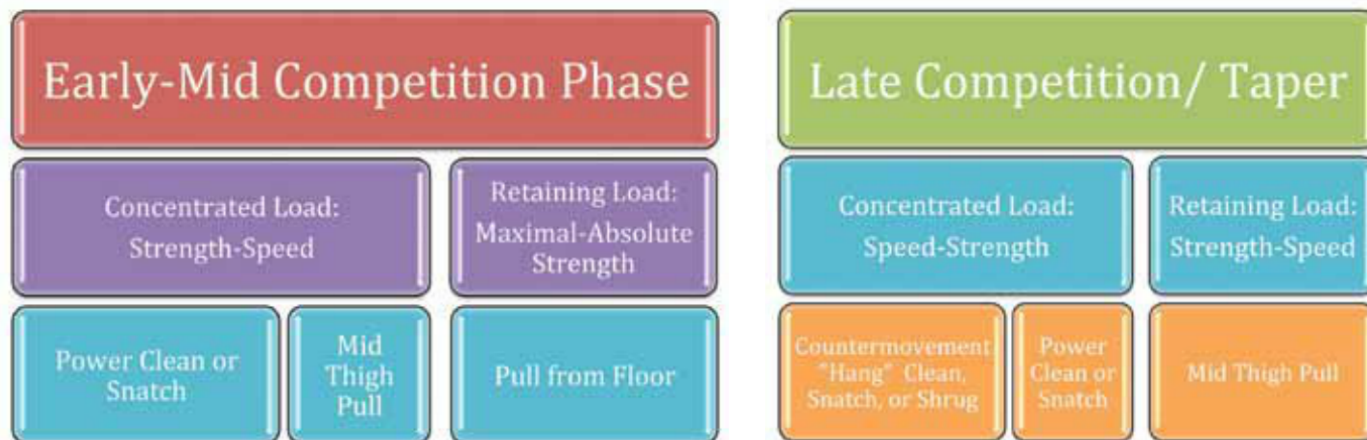 Early-Mid Competition Phase
Concentrated Load:
Strength-Speed
Retaining Load:
Maximal-Absolute
Strength
Power Clean or
Snatch
Mid
Thigh
Pull
Pull from Floor
Late Competition/ Taper
Concentrated Load:
Speed-Strength
Retaining Load:
Strength-Speed
Countermovement
"Hang" Clean,
Snatch, or Shrug
Power
Clean or
Snatch
Mid Thigh Pull